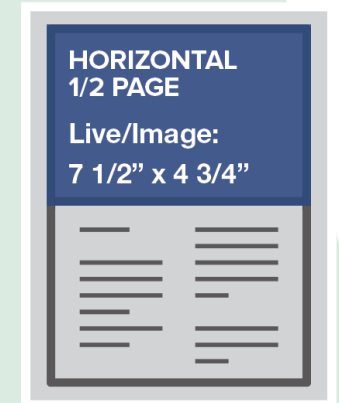 HORIZONTAL
1/2 PAGE
Live/Image:
7 1/2” x 4 3/4”